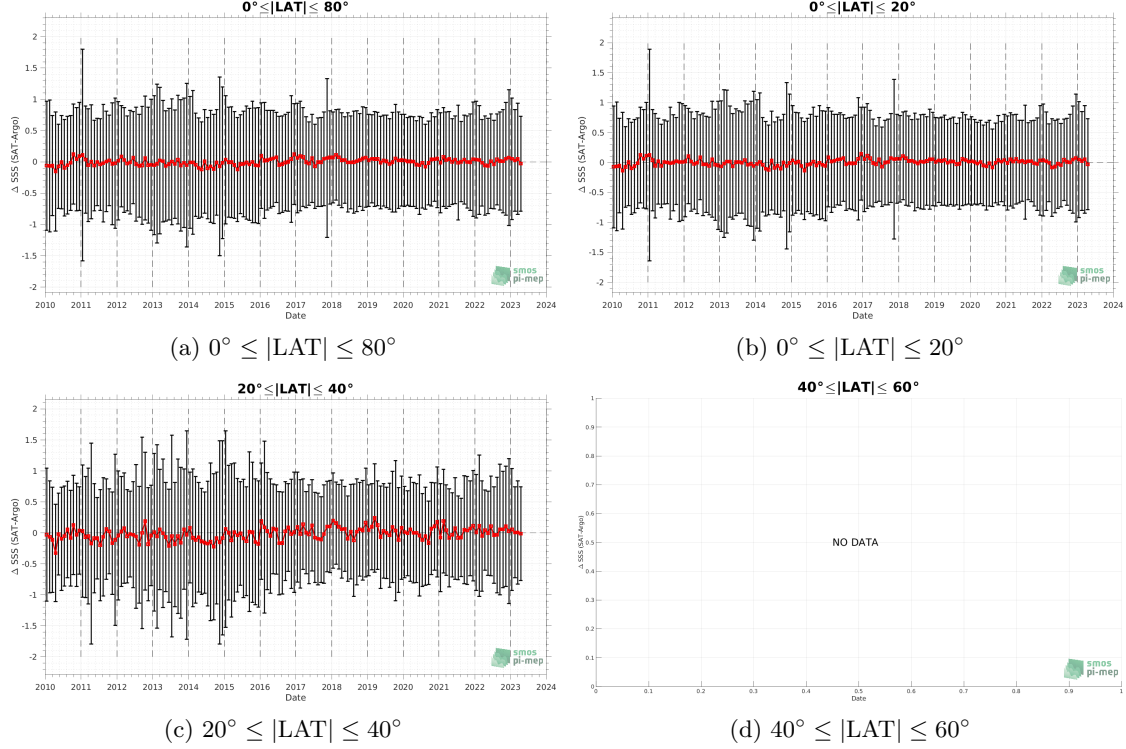 0°≤|LAT|≤ 80°
2
1.5
1
0.5
0
-0.5
-1
-1.5
-2
Δ SSS (SAT-Argo)
smos
pi-mep
2010 2011 2012 2013 2014 2015 2016 2017 2018 2019 2020 2021 2022 2023 2024
Date
(a) 0° ≤ |LAT| ≤ 80°
0°≤|LAT|≤ 20°
2
1.5
1
0.5
0
-0.5
-1
-1.5
-2
Δ SSS (SAT-Argo)
smos
pi-mep
2010 2011 2012 2013 2014 2015 2016 2017 2018 2019 2020 2021 2022 2023 2024
Date
(b) 0° ≤ |LAT| ≤ 20°
20°≤|LAT|≤ 40°
2
1.5
1
0.5
0
-0.5
-1
-1.5
-2
Δ SSS (SAT-Argo)
smos
pi-mep
2010 2011 2012 2013 2014 2015 2016 2017 2018 2019 2020 2021 2022 2023 2024
Date
(c) 20° ≤ |LAT| ≤ 40°
40°≤|LAT|≤ 60°
1
0.9
0.8
0.7
0.6
0.5
0.4
0.3
0.2
0.1
0
Δ SSS (SAT-Argo)
NO DATA
smos
pi-mep
0 0.1 0.2 0.3 0.4 0.5 0.6 0.7 0.8 0.9 1
Date
(d) 40° ≤ |LAT| ≤ 60°